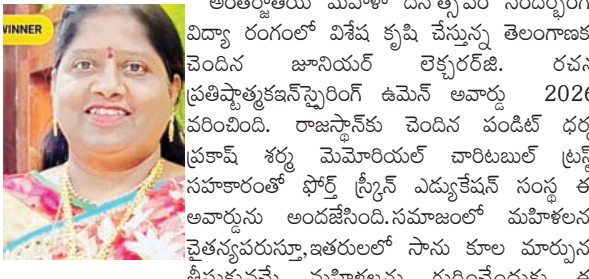 WINNER
అంతర్జాతీయ మహిళా దినోత్సవం సందర్భంగా
విద్యా రంగంలో విశేష కృషి చేస్తున్న తెలంగాణక
చెందిన జూనియర్ లెక్చరర్‌జి. రచన
ప్రతిష్టాత్మకఇన్‌స్పైరింగ్ ఉమెన్ అవార్డు 2026
వరించింది. రాజస్థాన్‌కు చెందిన పండిట్ ధర్మ
ప్రకాష్ శర్మ మెమోరియల్ చారిటబుల్ ట్రస్ట్
సహకారంతో ఫోర్త్ స్క్రీన్ ఎడ్యుకేషన్ సంస్థ ఈ
అవార్డును అందజేసింది.సమాజంలో మహిళలన
చైతన్యపరుస్తూ,ఇతరులలో సాను కూల మార్పున